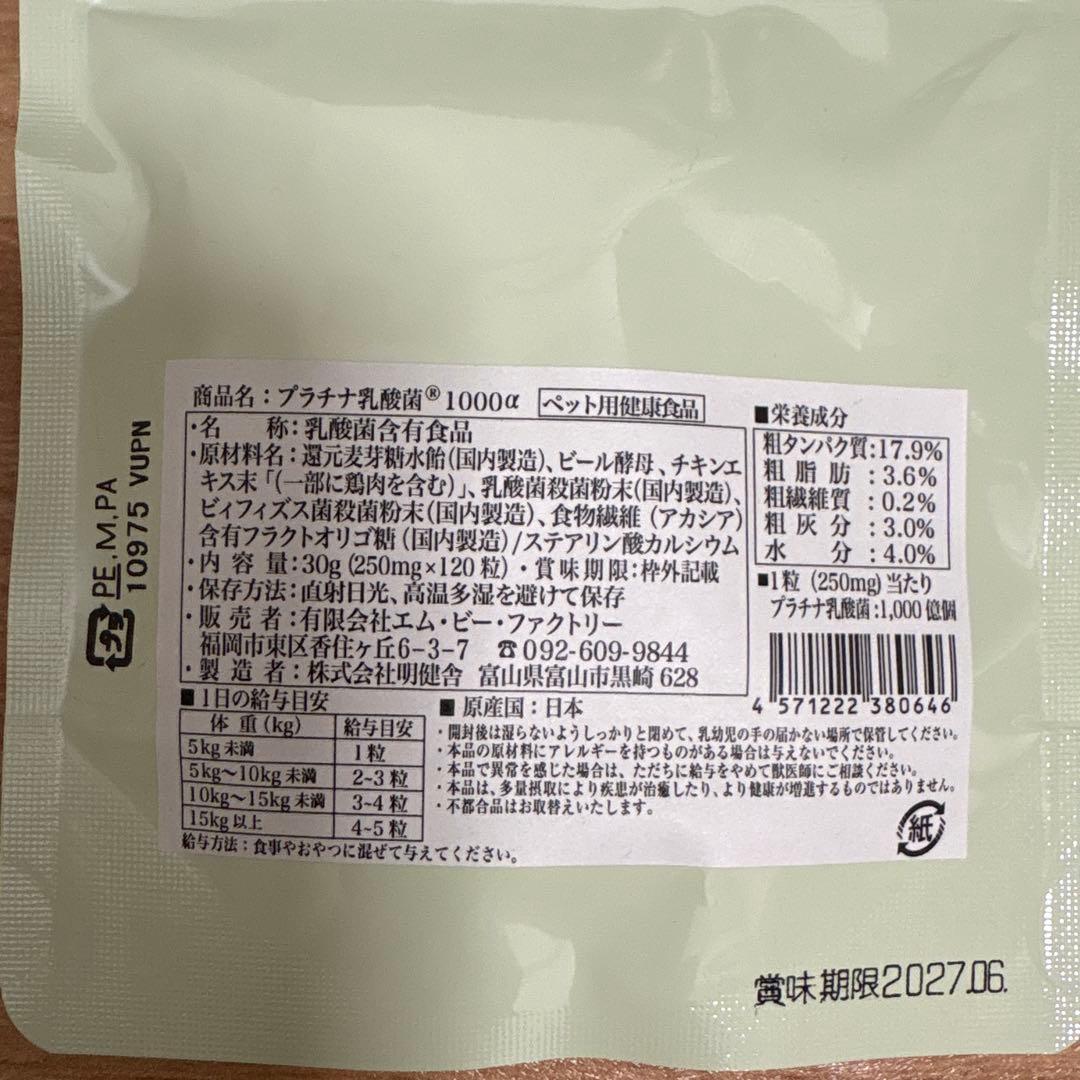 商品名：プラチナ乳酸菌®1000α ペット用健康食品
・名　　称：乳酸菌含有食品
・原材料名：還元麦芽糖水飴（国内製造）、ビール酵母、チキンエ
キス末「（一部に鶏肉を含む）」、乳酸菌殺菌粉末（国内製造）、
ビィフィズス菌殺菌粉末（国内製造）、食物繊維（アカシア）
含有フラクトオリゴ糖（国内製造）/ステアリン酸カルシウム
・内 容 量：30g（250mg×120粒）・賞味期限：枠外記載
・保存方法：直射日光、高温多湿を避けて保存
・販 売 者：有限会社エム・ビー・ファクトリー
福岡市東区香住ヶ丘6−3−7　☎092-609-9844
・製 造 者：株式会社明健舎　富山県富山市黒崎628
■栄養成分
粗タンパク質：17.9%
粗 脂 肪：3.6%
粗繊維質：0.2%
粗 灰 分：3.0%
水　　分：4.0%
■1粒（250mg）当たり
プラチナ乳酸菌：1,000億個
4 571222 380646
■1日の給与目安
体 重（kg） 給与目安
5kg未満 1粒
5kg〜10kg未満 2-3粒
10kg〜15kg未満 3~4粒
15kg以上 4~5粒
給与方法：食事やおやつに混ぜて与えてください。
■ 原産国：日本
・開封後は湿らないようしっかりと閉めて、乳幼児の手の届かない場所で保管してください。
・本品の原材料にアレルギーを持つものがある場合は与えないでください。
・本品で異常を感じた場合は、ただちに給与をやめて獣医師にご相談ください。
・本品は、多量摂取により疾患が治癒したり、より健康が増進するものではありません。
・不都合品はお取替えいたします。
紙
プラ
PE.M,PA
10975 VUPN
賞味期限2027.06.